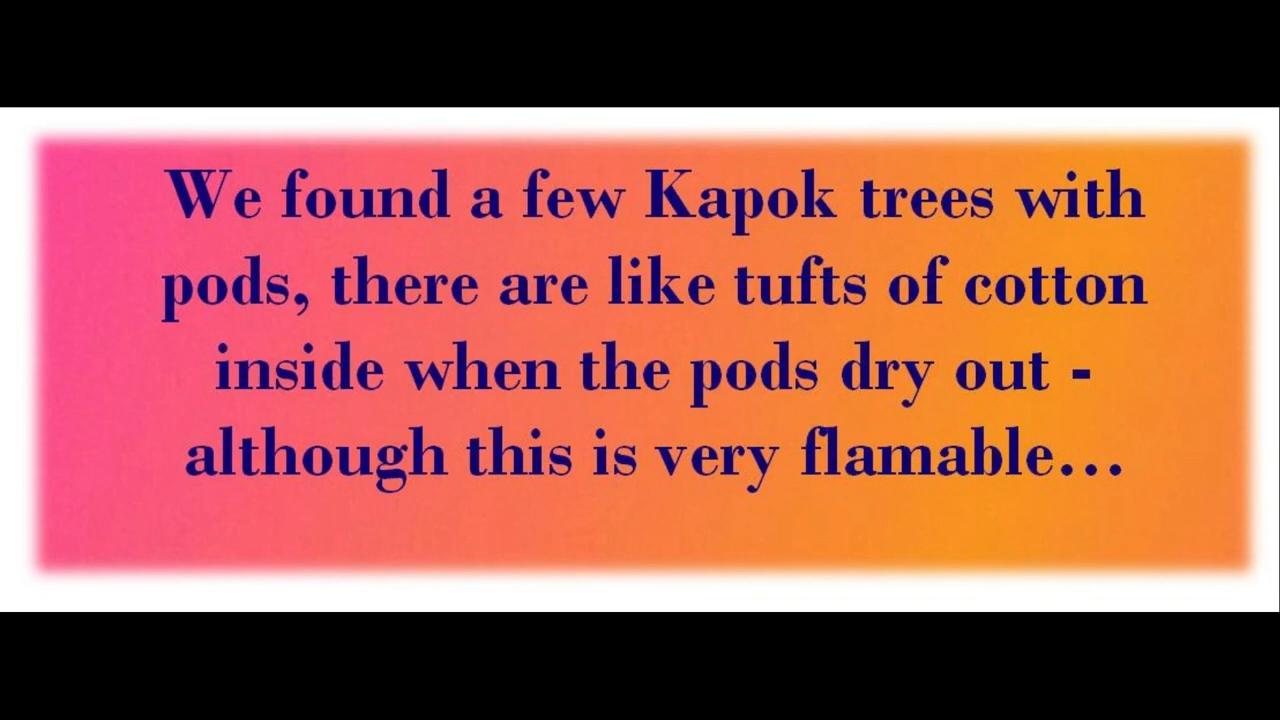 We found a few Kapok trees with
pods, there are like tufts of cotton
inside when the pods dry out -
although this is very flamable...